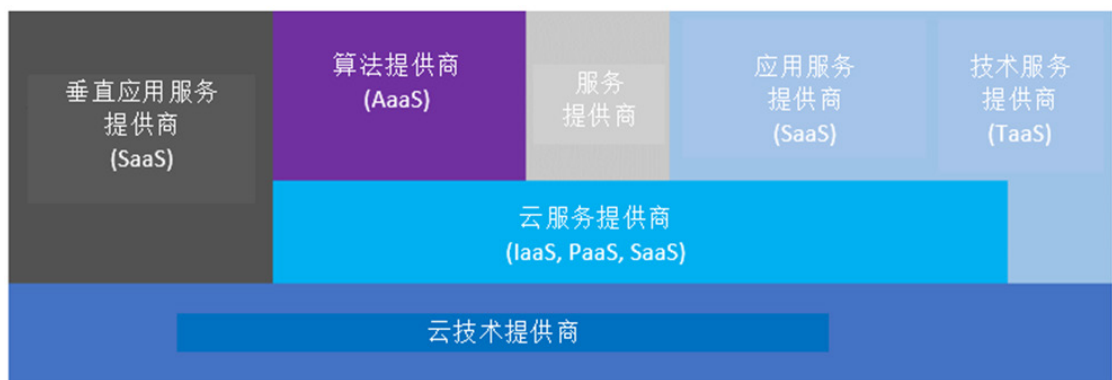 垂直应用服务
提供商
(SaaS)
算法提供商
(AaaS)
服务
提供商
应用服务
提供商
(SaaS)
技术服务
提供商
(TaaS)
云服务提供商
(IaaS, PaaS, SaaS)
云技术提供商